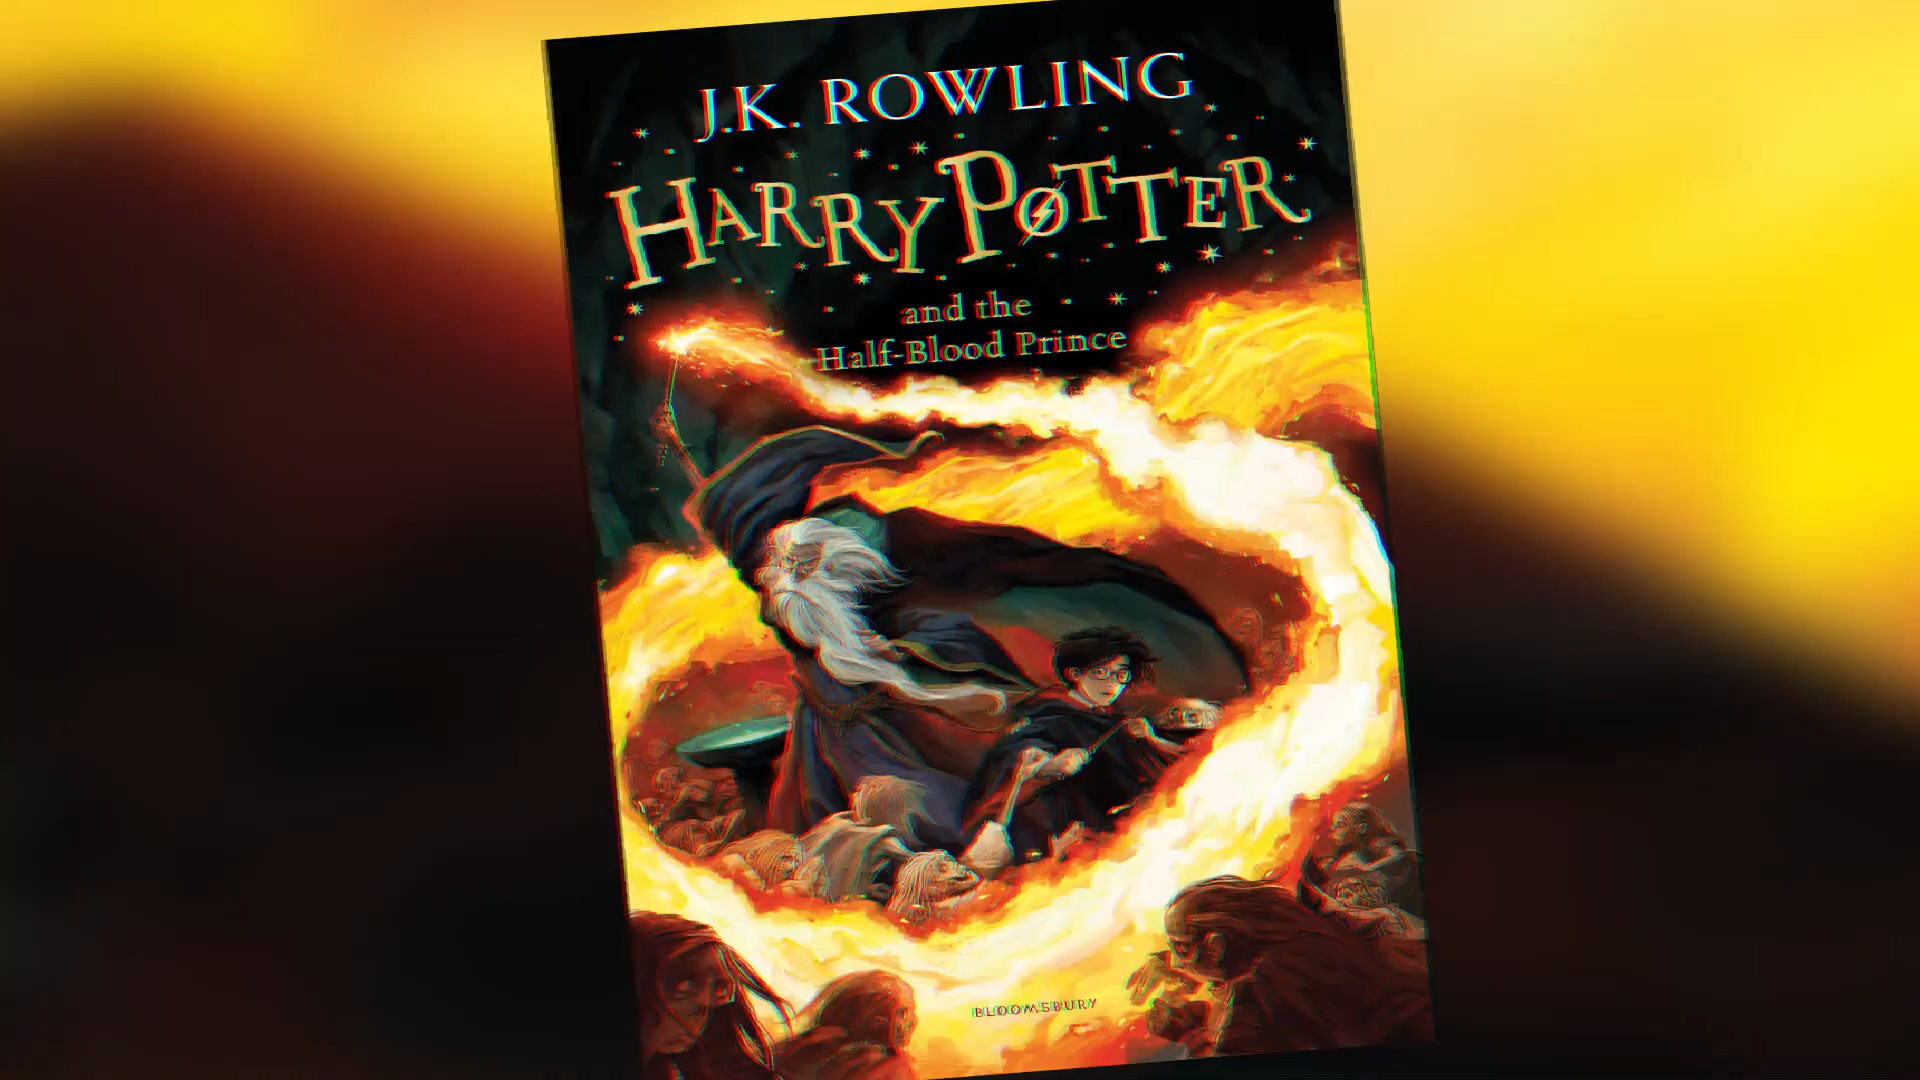 J.K. ROWLING
HARRY POTTER
and the
Half-Blood Prince
BLOOMSBURY